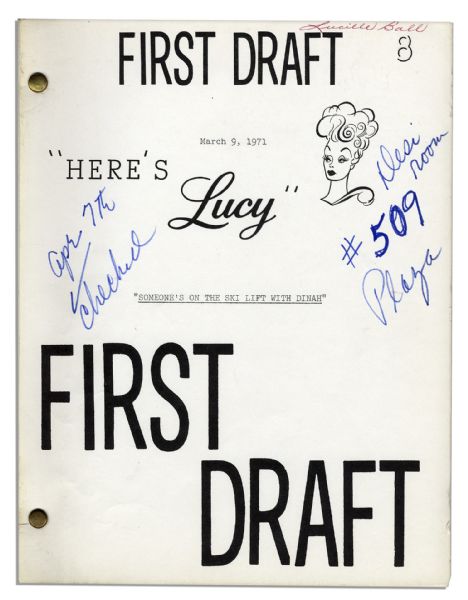 Lucille Ball
FIRST DRAFT
8
March 9, 1971
"HERE'S
Lucy"
Desi
room
# 509
Plaza
apr 7th
Checked
"SOMEONE'S ON THE SKI LIFT WITH DINAH"
FIRST
DRAFT